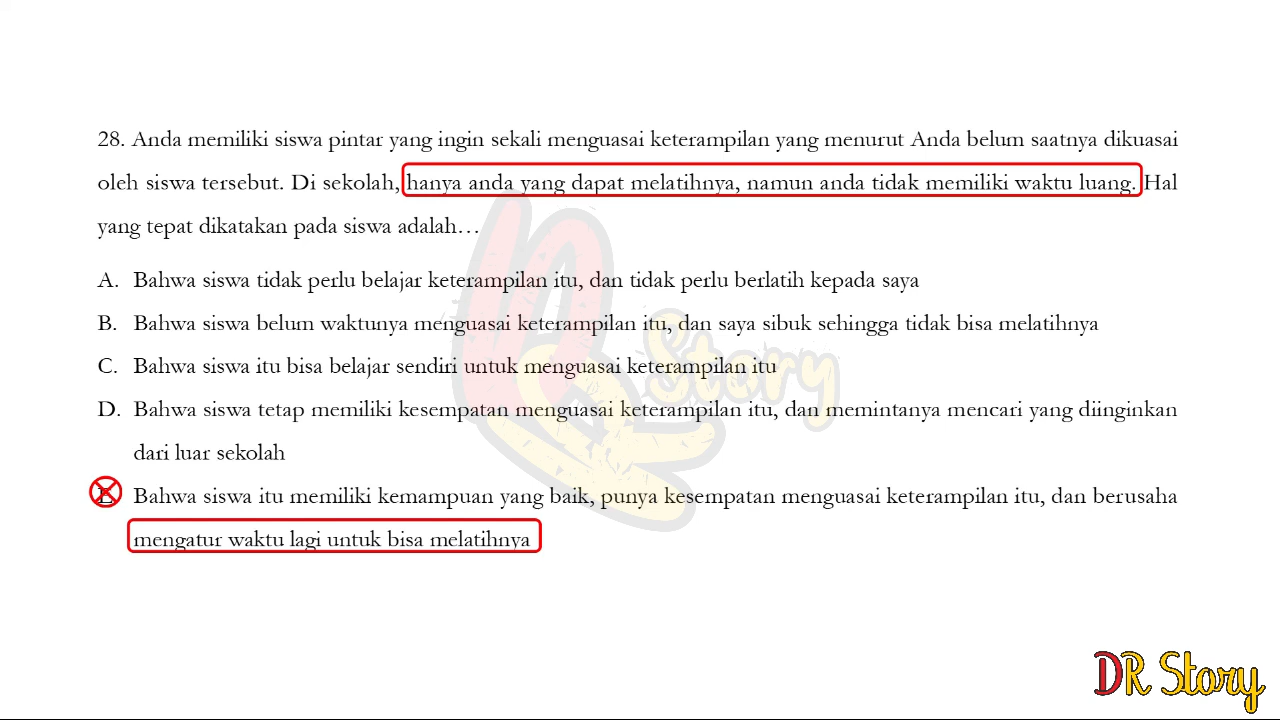 28. Anda memiliki siswa pintar yang ingin sekali menguasai keterampilan yang menurut Anda belum saatnya dikuasai
oleh siswa tersebut. Di sekolah, hanya anda yang dapat melatihnya, namun anda tidak memiliki waktu luang. Hal
yang tepat dikatakan pada siswa adalah…
A. Bahwa siswa tidak perlu belajar keterampilan itu, dan tidak perlu berlatih kepada saya
B. Bahwa siswa belum waktunya menguasai keterampilan itu, dan saya sibuk sehingga tidak bisa melatihnya
C. Bahwa siswa itu bisa belajar sendiri untuk menguasai keterampilan itu
D. Bahwa siswa tetap memiliki kesempatan menguasai keterampilan itu, dan memintanya mencari yang diinginkan
dari luar sekolah
E. Bahwa siswa itu memiliki kemampuan yang baik, punya kesempatan menguasai keterampilan itu, dan berusaha
mengatur waktu lagi untuk bisa melatihnya
Story
DR Story